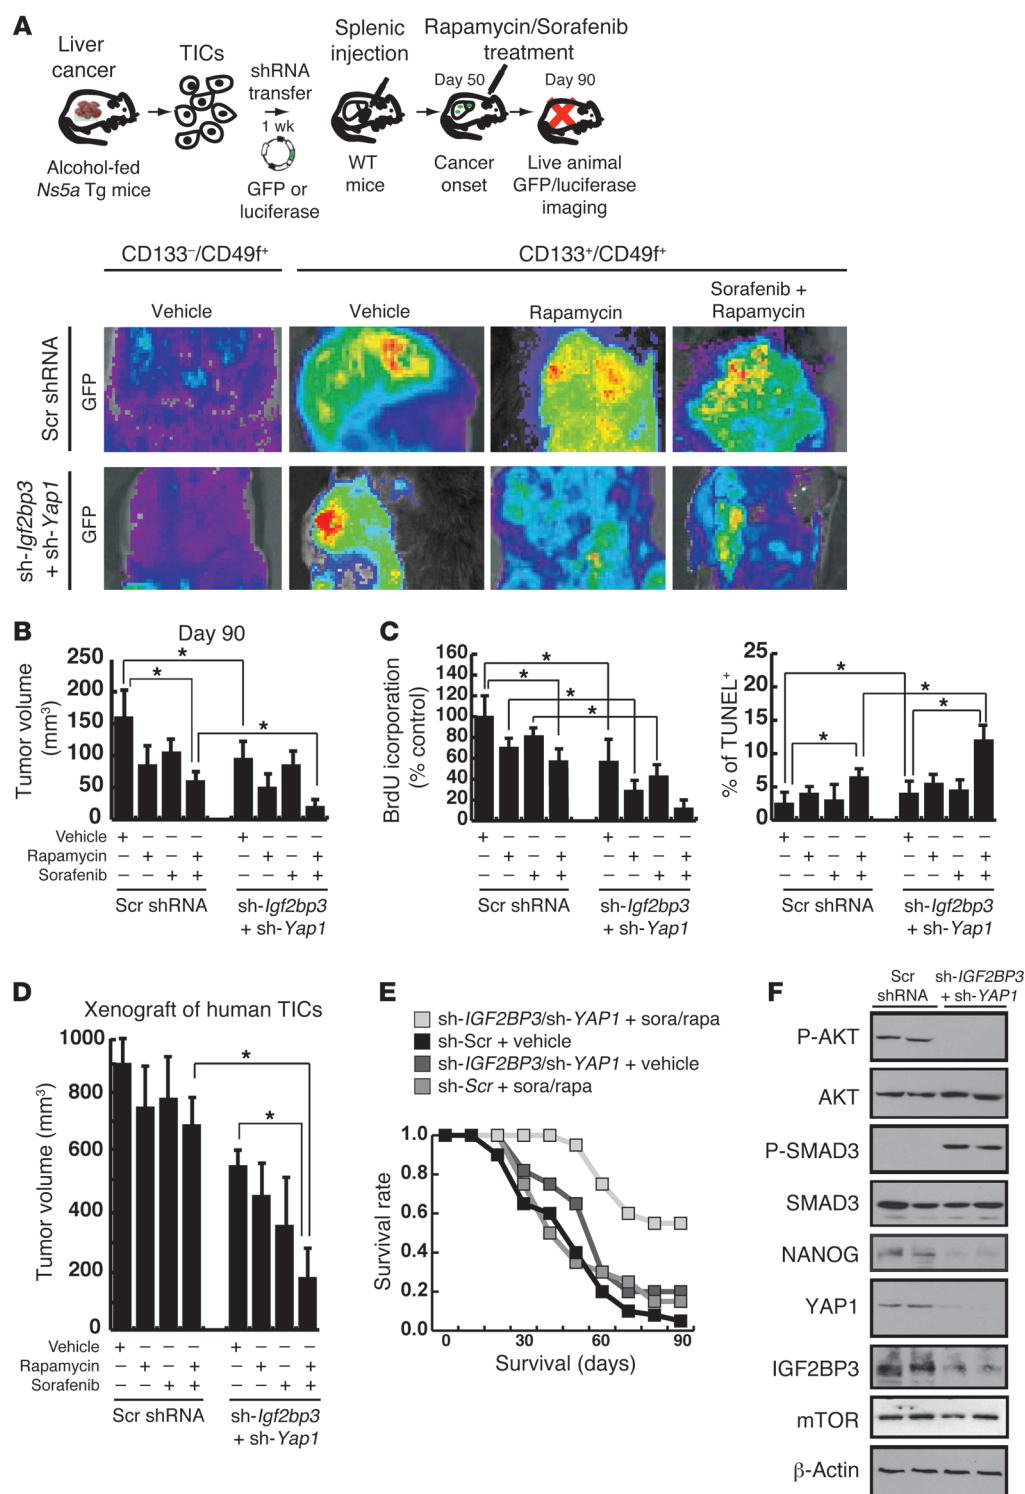 A
Liver cancer
TICs
shRNA transfer
1 wk
GFP or luciferase
Splenic injection
Rapamycin/Sorafenib treatment
Day 50
Day 90
Alcohol-fed
Ns5a Tg mice
WT mice
Cancer onset
Live animal GFP/luciferase imaging
CD133⁻/CD49f⁺
CD133⁺/CD49f⁺
Vehicle
Vehicle
Rapamycin
Sorafenib + Rapamycin
Scr shRNA
GFP
sh-Igf2bp3 + sh-Yap1
GFP
B
Day 90
Tumor volume (mm³)
250
200
150
100
50
0
* * *
Vehicle + − − − + − − −
Rapamycin − + − + − + − +
Sorafenib − − + + − − + +
Scr shRNA
sh-Igf2bp3 + sh-Yap1
C
BrdU icorporation (% control)
160
140
120
100
80
60
40
20
0
* * * *
+ − − − + − − −
− + − + − + − +
− − + + − − + +
Scr shRNA
sh-Igf2bp3 + sh-Yap1
% of TUNEL⁺
25
20
15
10
5
0
* * * *
+ − − − + − − −
− + − + − + − +
− − + + − − + +
Scr shRNA
sh-Igf2bp3 + sh-Yap1
D
Xenograft of human TICs
Tumor volume (mm³)
1000
800
600
400
200
0
* *
Vehicle + − − − + − − −
Rapamycin − + − + − + − +
Sorafenib − − + + − − + +
Scr shRNA
sh-Igf2bp3 + sh-Yap1
E
sh-IGF2BP3/sh-YAP1 + sora/rapa
sh-Scr + vehicle
sh-IGF2BP3/sh-YAP1 + vehicle
sh-Scr + sora/rapa
Survival rate
1.0
0.8
0.6
0.4
0.2
0.0
0 30 60 90
Survival (days)
F
Scr shRNA
sh-IGF2BP3 + sh-YAP1
P-AKT
AKT
P-SMAD3
SMAD3
NANOG
YAP1
IGF2BP3
mTOR
β-Actin